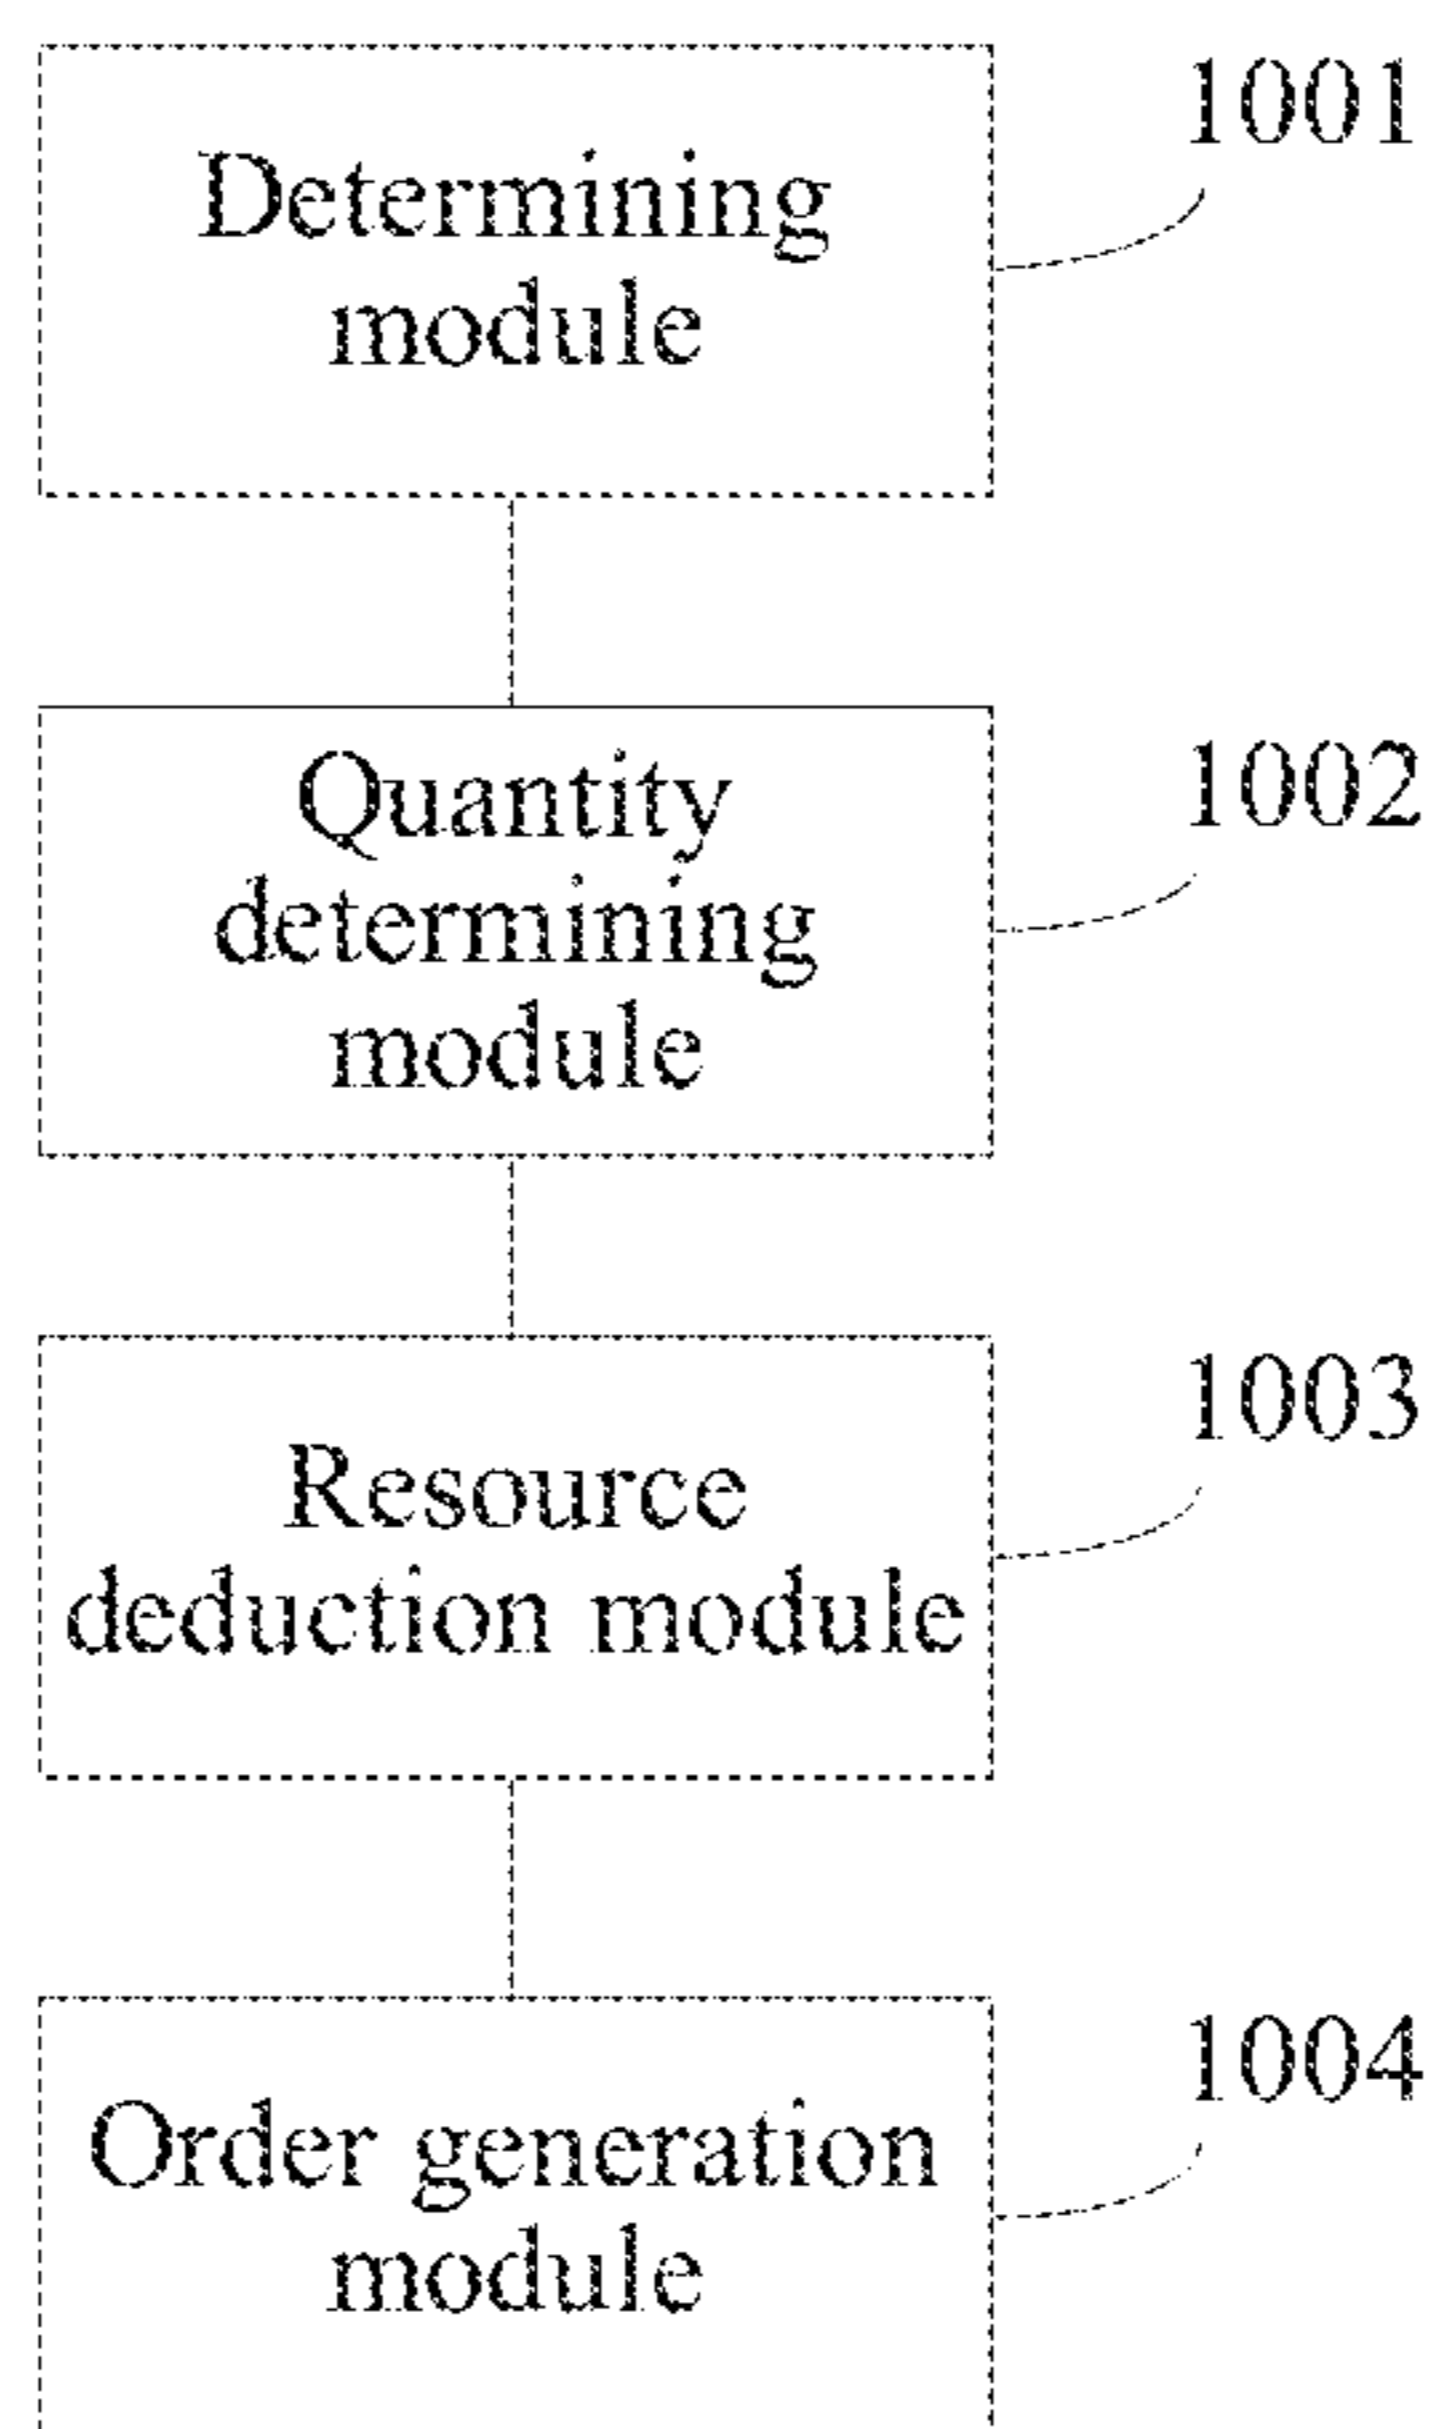 Determining
module
1001
Quantity
determining
module
1002
Resource
deduction module
1003
Order generation
module
1004